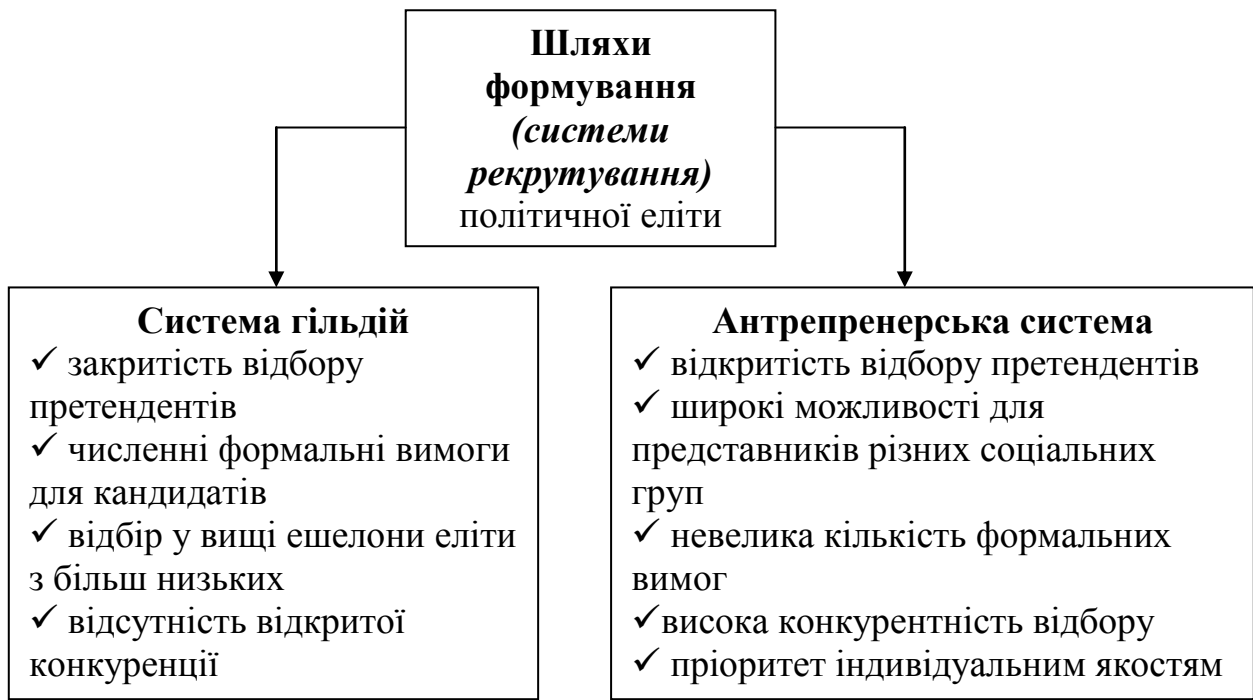 Шляхи
формування
(системи
рекрутування)
політичної еліти
Система гільдій
✓ закритість відбору
претендентів
✓ численні формальні вимоги
для кандидатів
✓ відбір у вищі ешелони еліти
з більш низьких
✓ відсутність відкритої
конкуренції
Антрепренерська система
✓ відкритість відбору претендентів
✓ широкі можливості для
представників різних соціальних
груп
✓ невелика кількість формальних
вимог
✓висока конкурентність відбору
✓ пріоритет індивідуальним якостям